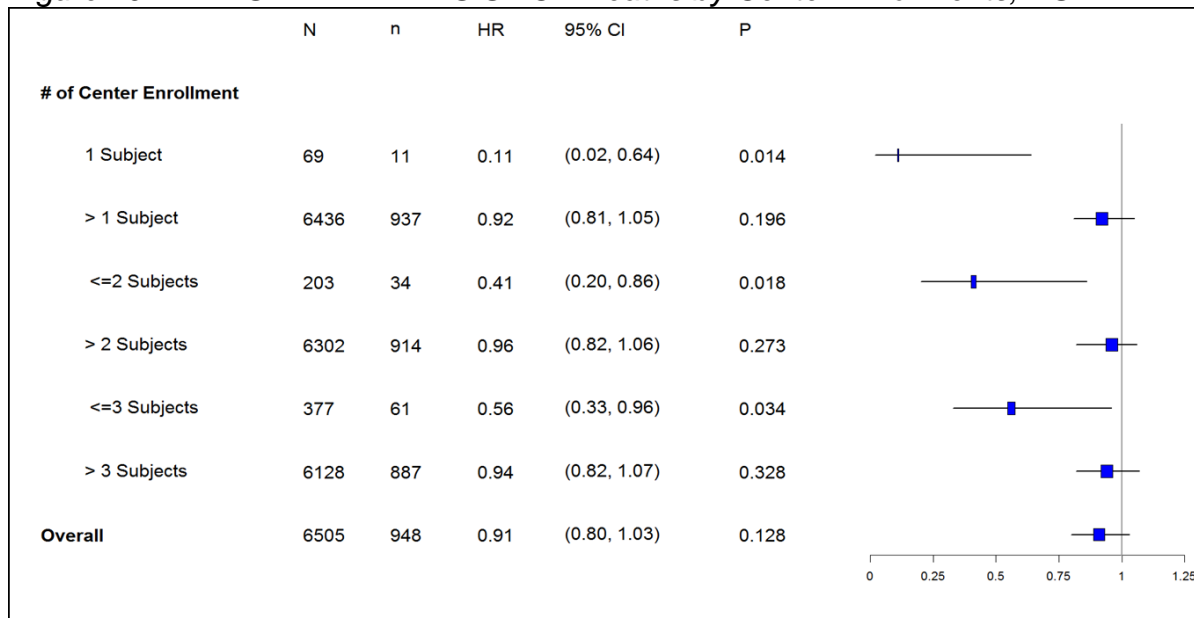 Figure by Center Enrollments,
N n HR 95% CI P
# of Center Enrollment
1 Subject 69 11 0.11 (0.02, 0.64) 0.014
> 1 Subject 6436 937 0.92 (0.81, 1.05) 0.196
<=2 Subjects 203 34 0.41 (0.20, 0.86) 0.018
> 2 Subjects 6302 914 0.96 (0.82, 1.06) 0.273
<=3 Subjects 377 61 0.56 (0.33, 0.96) 0.034
> 3 Subjects 6128 887 0.94 (0.82, 1.07) 0.328
Overall 6505 948 0.91 (0.80, 1.03) 0.128
0 0.25 0.5 0.75 1 1.25